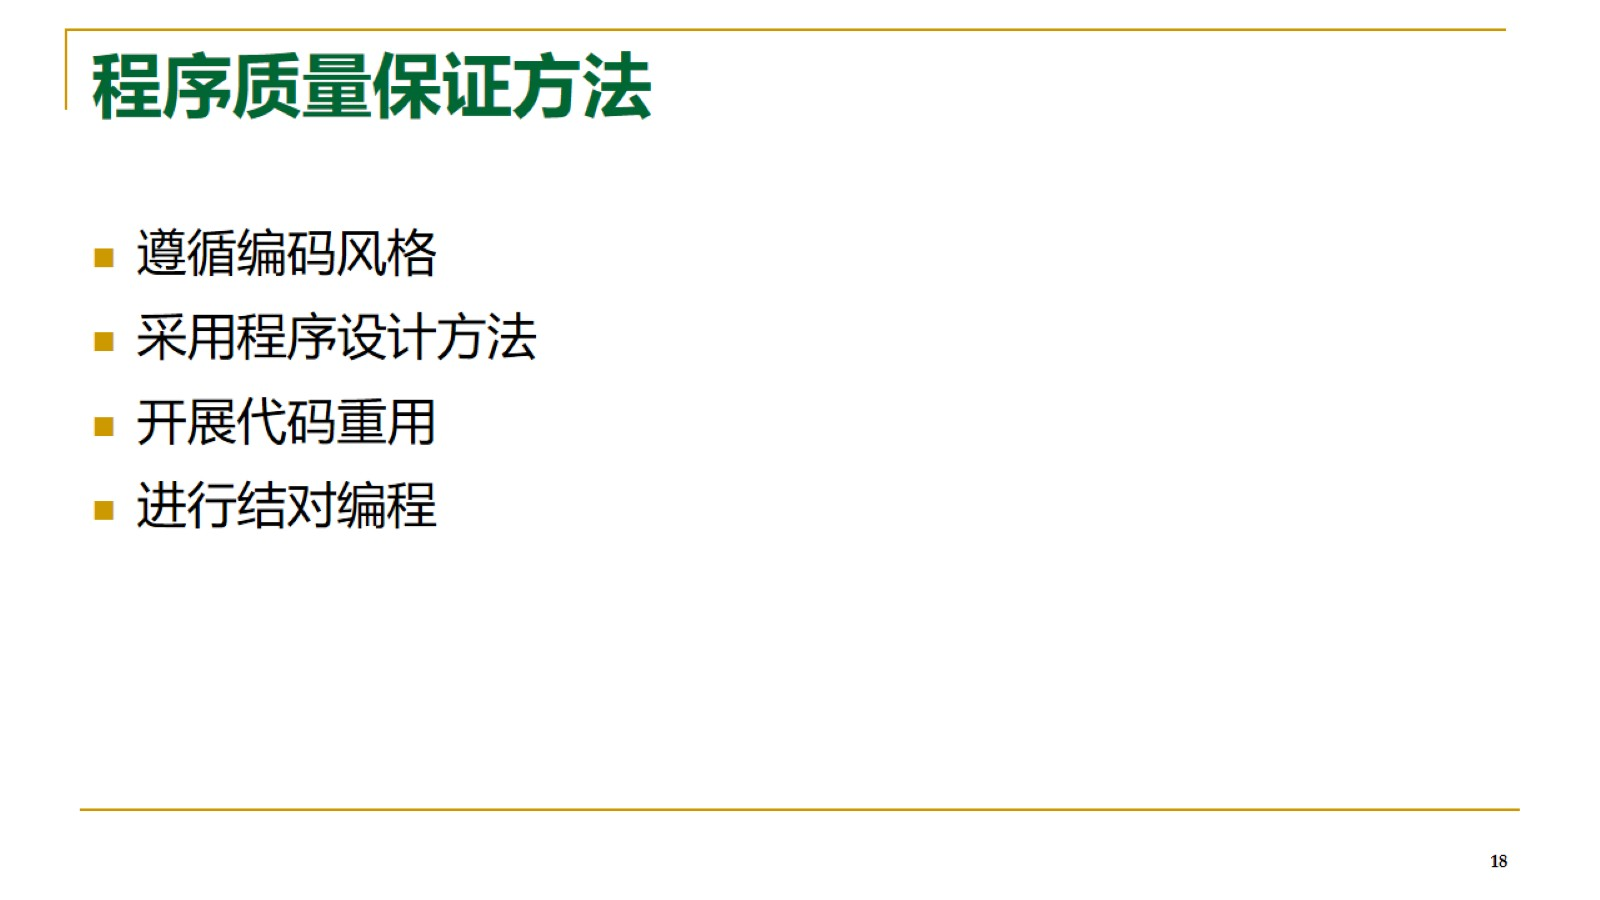 程序质量保证方法
遵循编码风格
采用程序设计方法
开展代码重用
进行结对编程
18